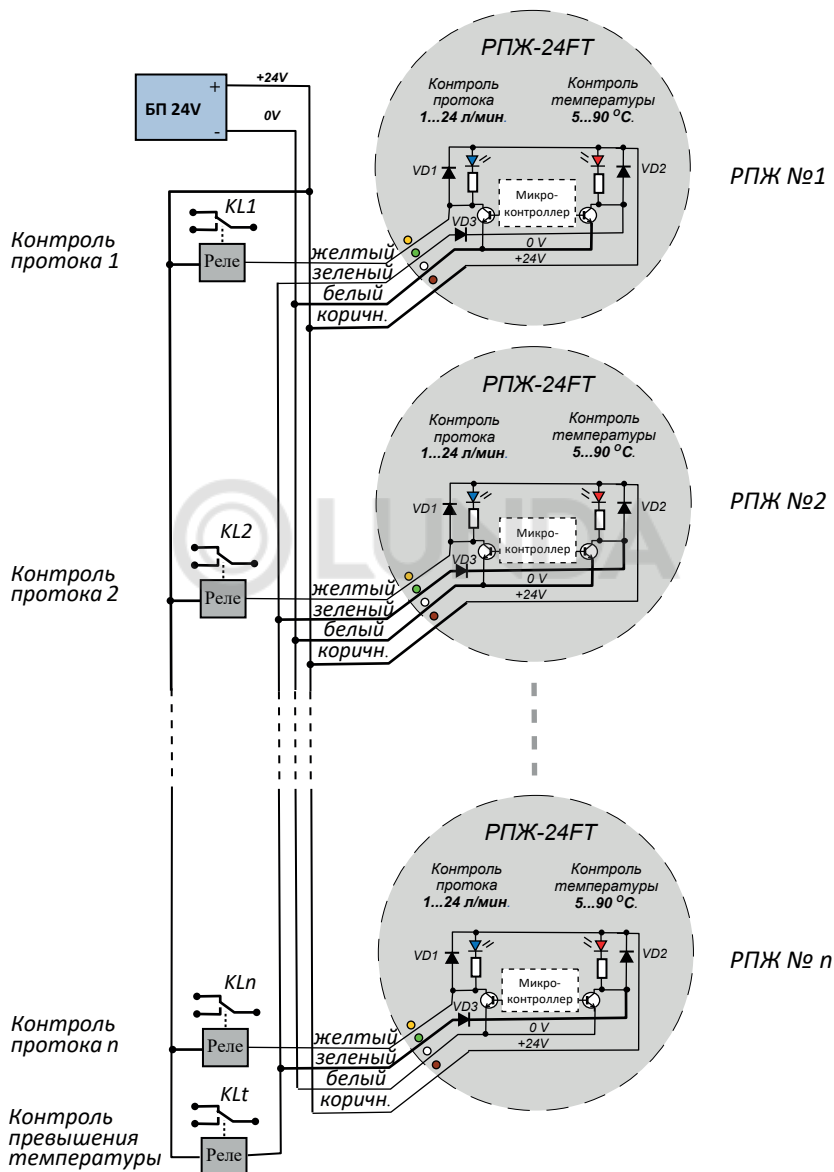 РПЖ-24FT
+24V
+
БП 24V
0V
-
Контроль
протока
1...24 л/мин.
Контроль
температуры
5...90 °C.
VD1
VD2
Микро-
контроллер
VD3
0 V
+24V
РПЖ №1
KL1
Контроль
протока 1
Реле
желтый
зеленый
белый
коричн.
РПЖ-24FT
Контроль
протока
1...24 л/мин.
Контроль
температуры
5...90 °C.
VD1
VD2
Микро-
контроллер
VD3
0 V
+24V
РПЖ №2
LUNDA
KL2
Контроль
протока 2
Реле
желтый
зеленый
белый
коричн.
РПЖ-24FT
Контроль
протока
1...24 л/мин.
Контроль
температуры
5...90 °C.
VD1
VD2
Микро-
контроллер
VD3
0 V
+24V
РПЖ № n
KLn
Контроль
протока n
Реле
желтый
зеленый
белый
коричн.
KLt
Контроль
превышения
температуры
Реле